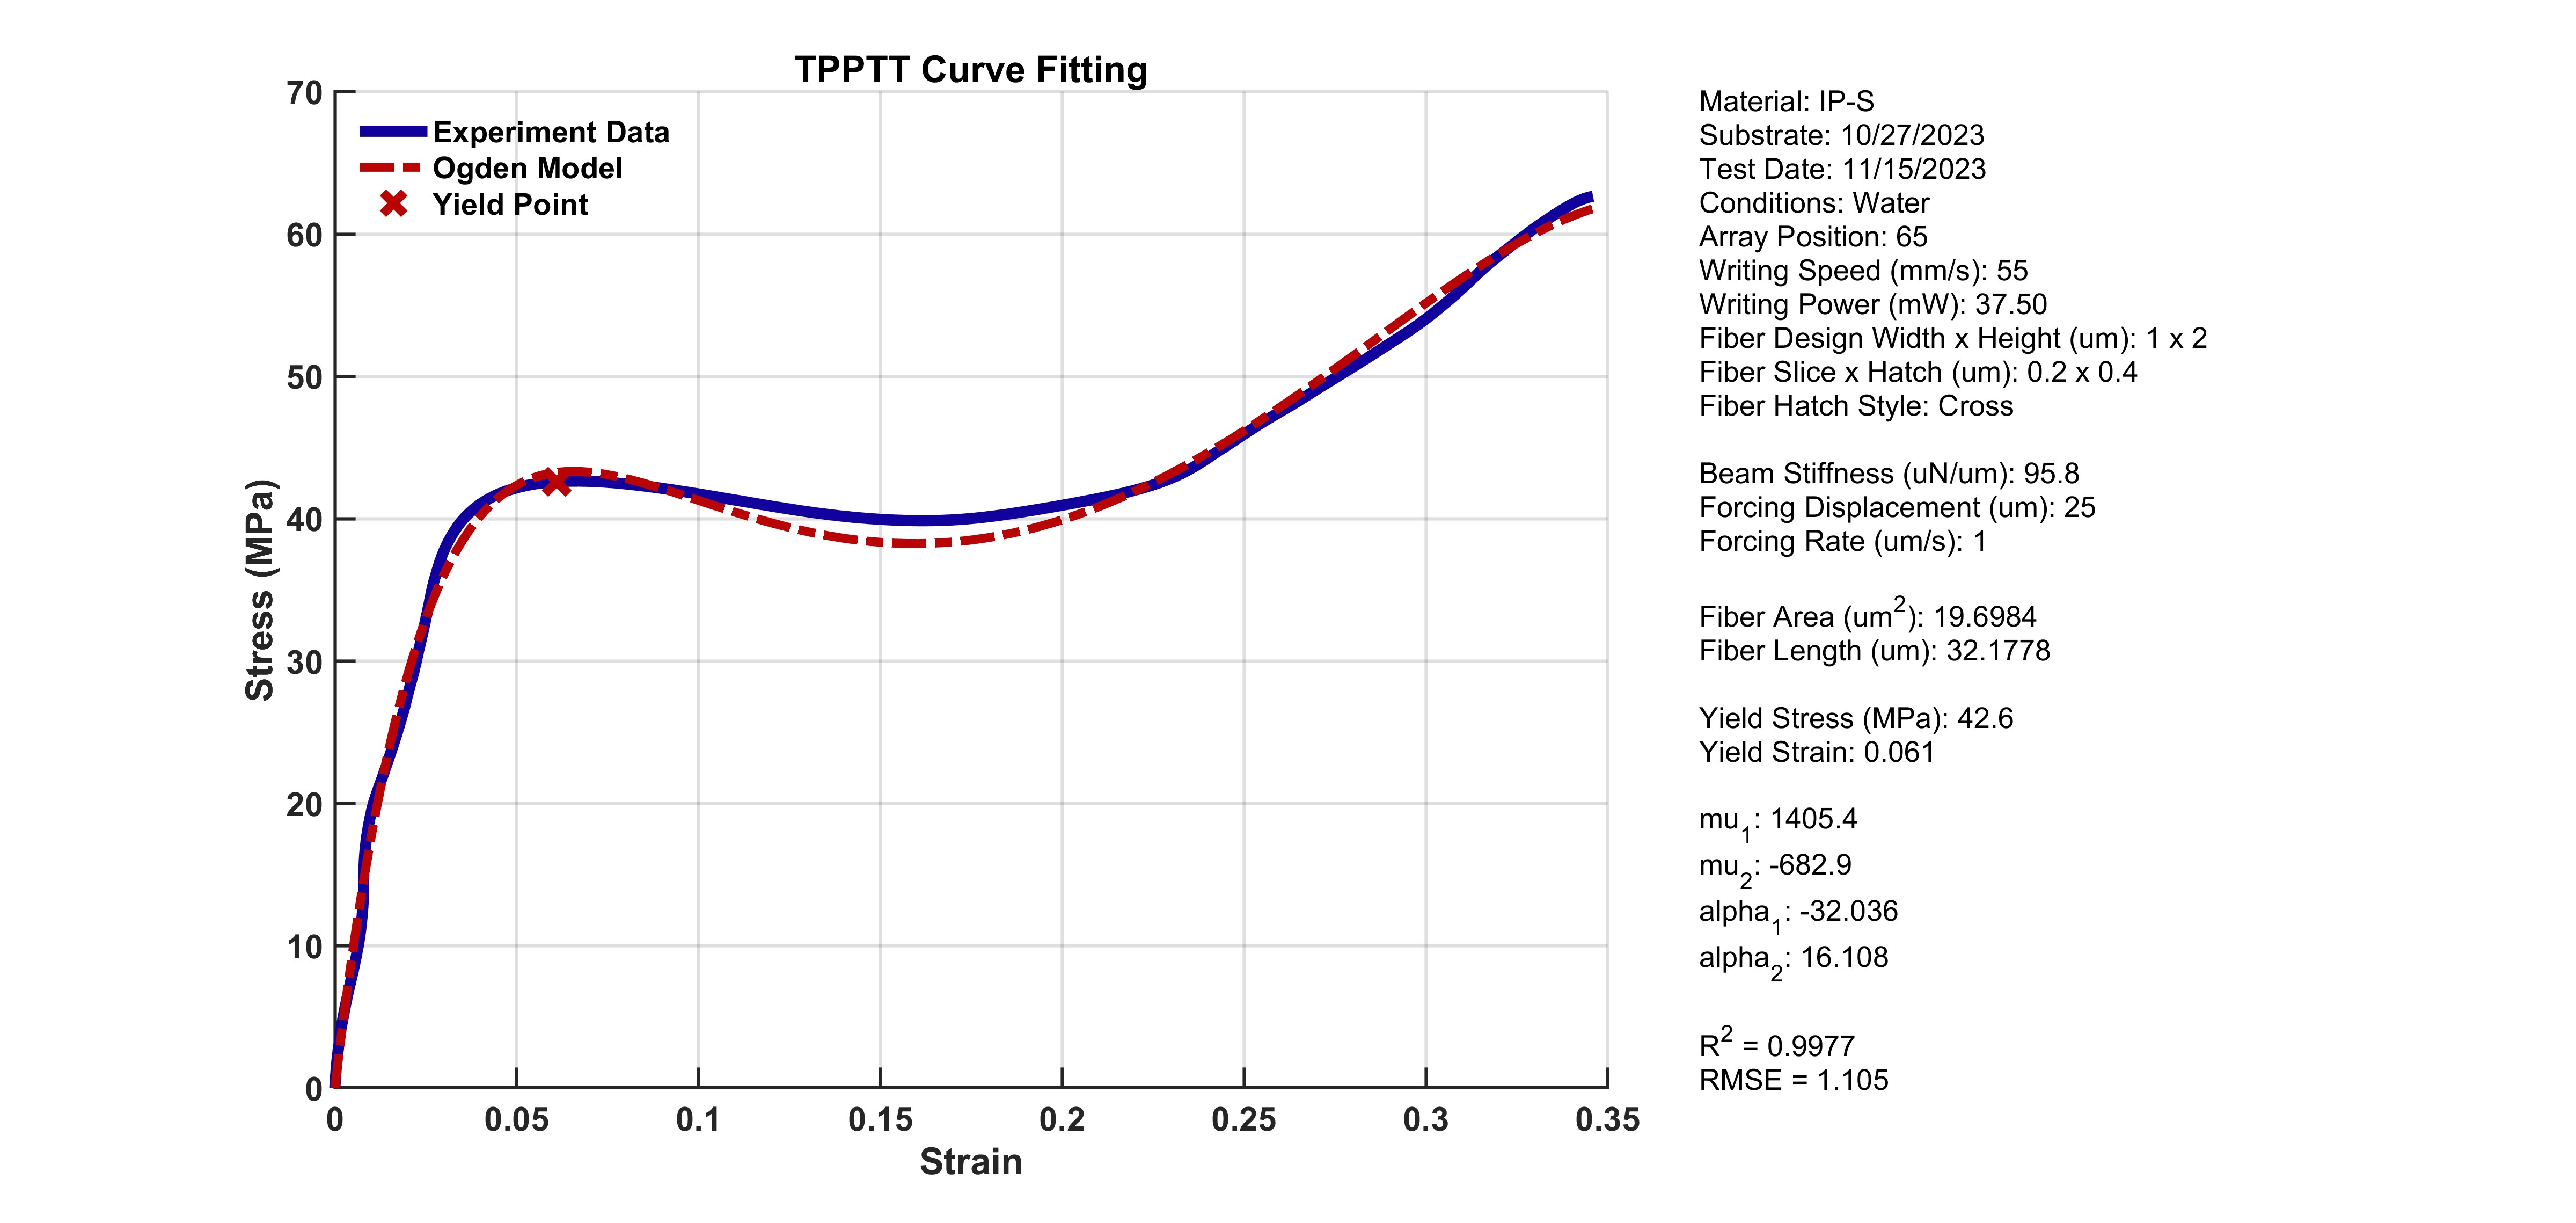 TPPTT Curve Fitting
70
60
50
40
30
20
10
0
Stress (MPa)
Experiment Data
Ogden Model
Yield Point
0 0.05 0.1 0.15 0.2 0.25 0.3 0.35
Strain
Material: IP-S
Substrate: 10/27/2023
Test Date: 11/15/2023
Conditions: Water
Array Position: 65
Writing Speed (mm/s): 55
Writing Power (mW): 37.50
Fiber Design Width x Height (um): 1 x 2
Fiber Slice x Hatch (um): 0.2 x 0.4
Fiber Hatch Style: Cross
Beam Stiffness (uN/um): 95.8
Forcing Displacement (um): 25
Forcing Rate (um/s): 1
Fiber Area (um²): 19.6984
Fiber Length (um): 32.1778
Yield Stress (MPa): 42.6
Yield Strain: 0.061
mu₁: 1405.4
mu₂: -682.9
alpha₁: -32.036
alpha₂: 16.108
R² = 0.9977
RMSE = 1.105